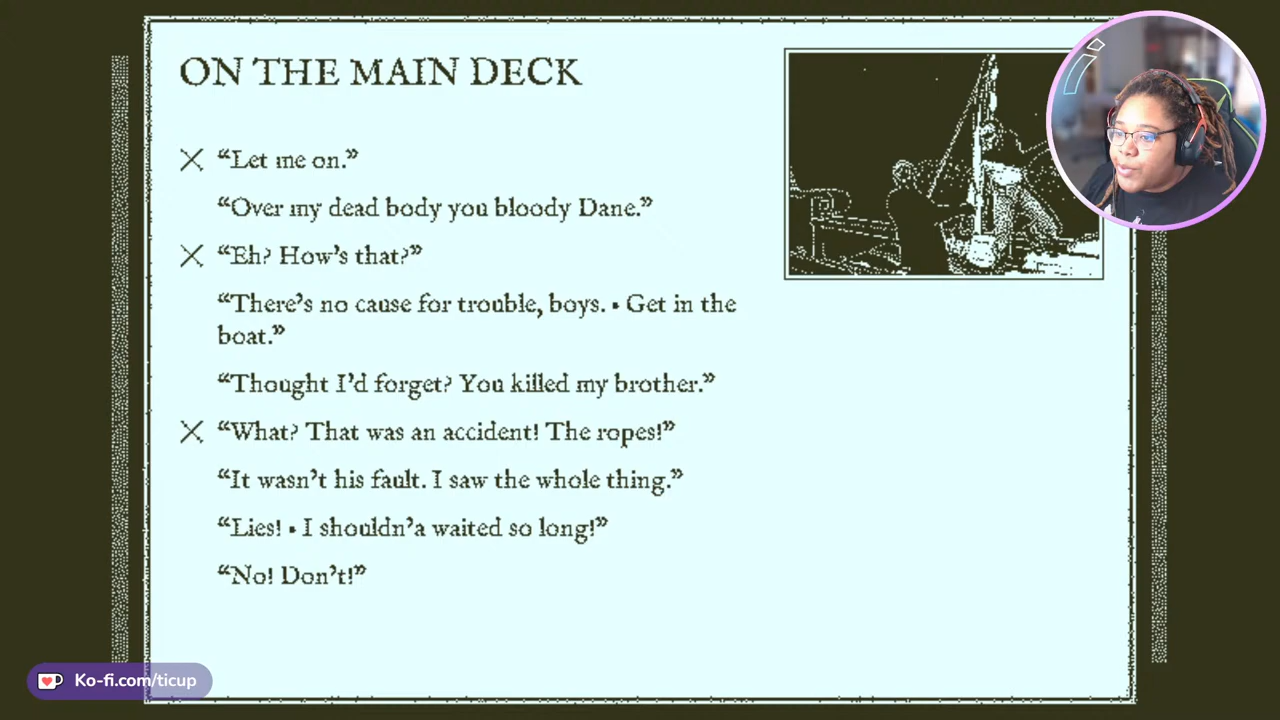 ON THE MAIN DECK
“Let me on.”
“Over my dead body you bloody Dane.”
“Eh? How’s that?”
“There’s no cause for trouble, boys. • Get in the
boat.”
“Thought I’d forget? You killed my brother.”
“What? That was an accident! The ropes!”
“It wasn’t his fault. I saw the whole thing.”
“Lies! • I shouldn’a waited so long!”
“No! Don’t!”
Ko-fi.com/ticup